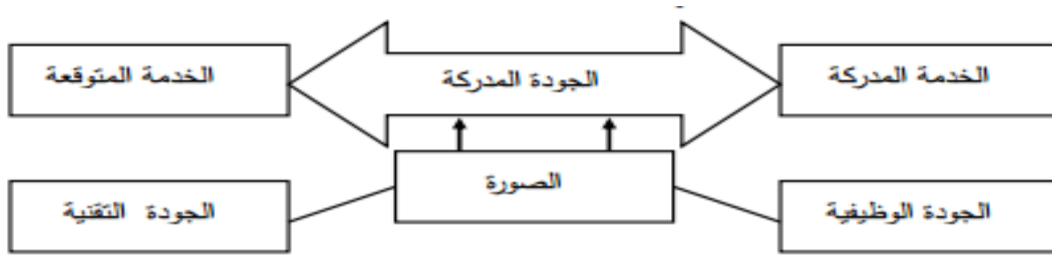 الخدمة المدركة
الجودة المدركة
الخدمة المتوقعة
الصورة
الجودة الوظيفية
الجودة التقنية